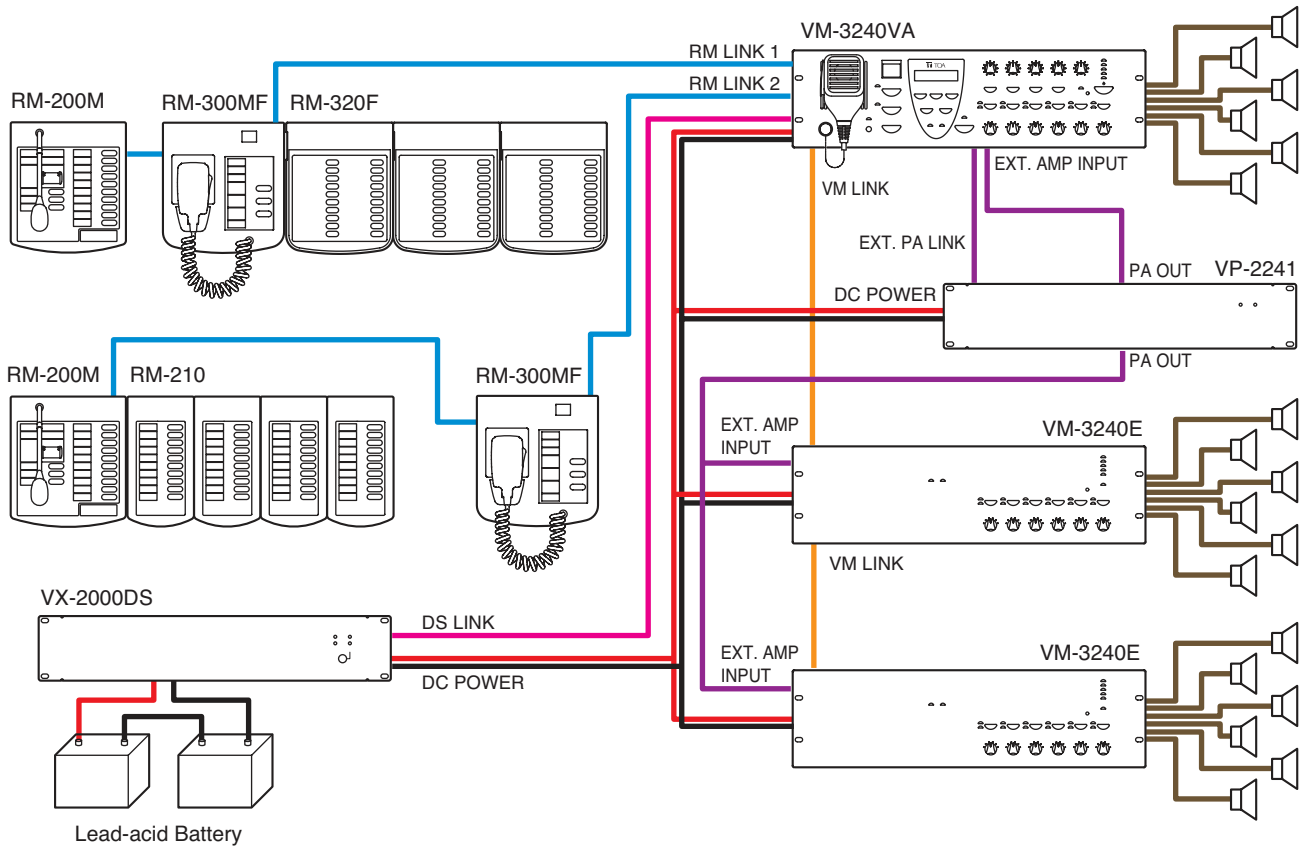 VM-3240VA
RM LINK 1
RM LINK 2
RM-200M
RM-300MF
RM-320F
TOA
EXT. AMP INPUT
VM LINK
EXT. PA LINK
PA OUT
VP-2241
DC POWER
PA OUT
RM-200M
RM-210
RM-300MF
EXT. AMP
INPUT
VM-3240E
VM LINK
VX-2000DS
DS LINK
DC POWER
EXT. AMP
INPUT
VM-3240E
Lead-acid Battery